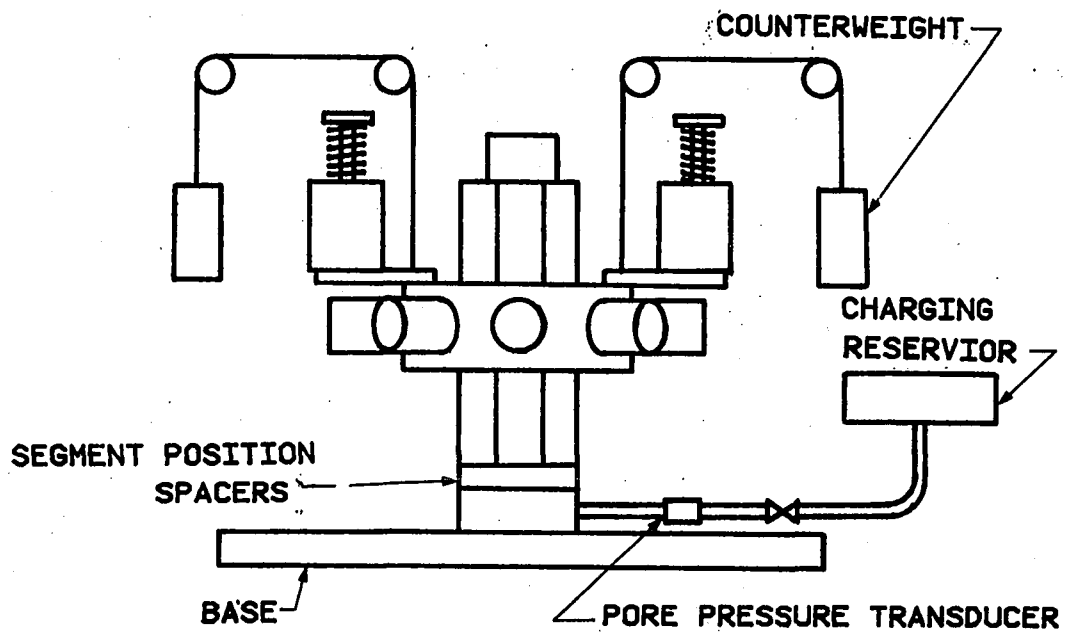 COUNTERWEIGHT
CHARGING
RESERVIOR
SEGMENT POSITION
SPACERS
BASE
PORE PRESSURE TRANSDUCER